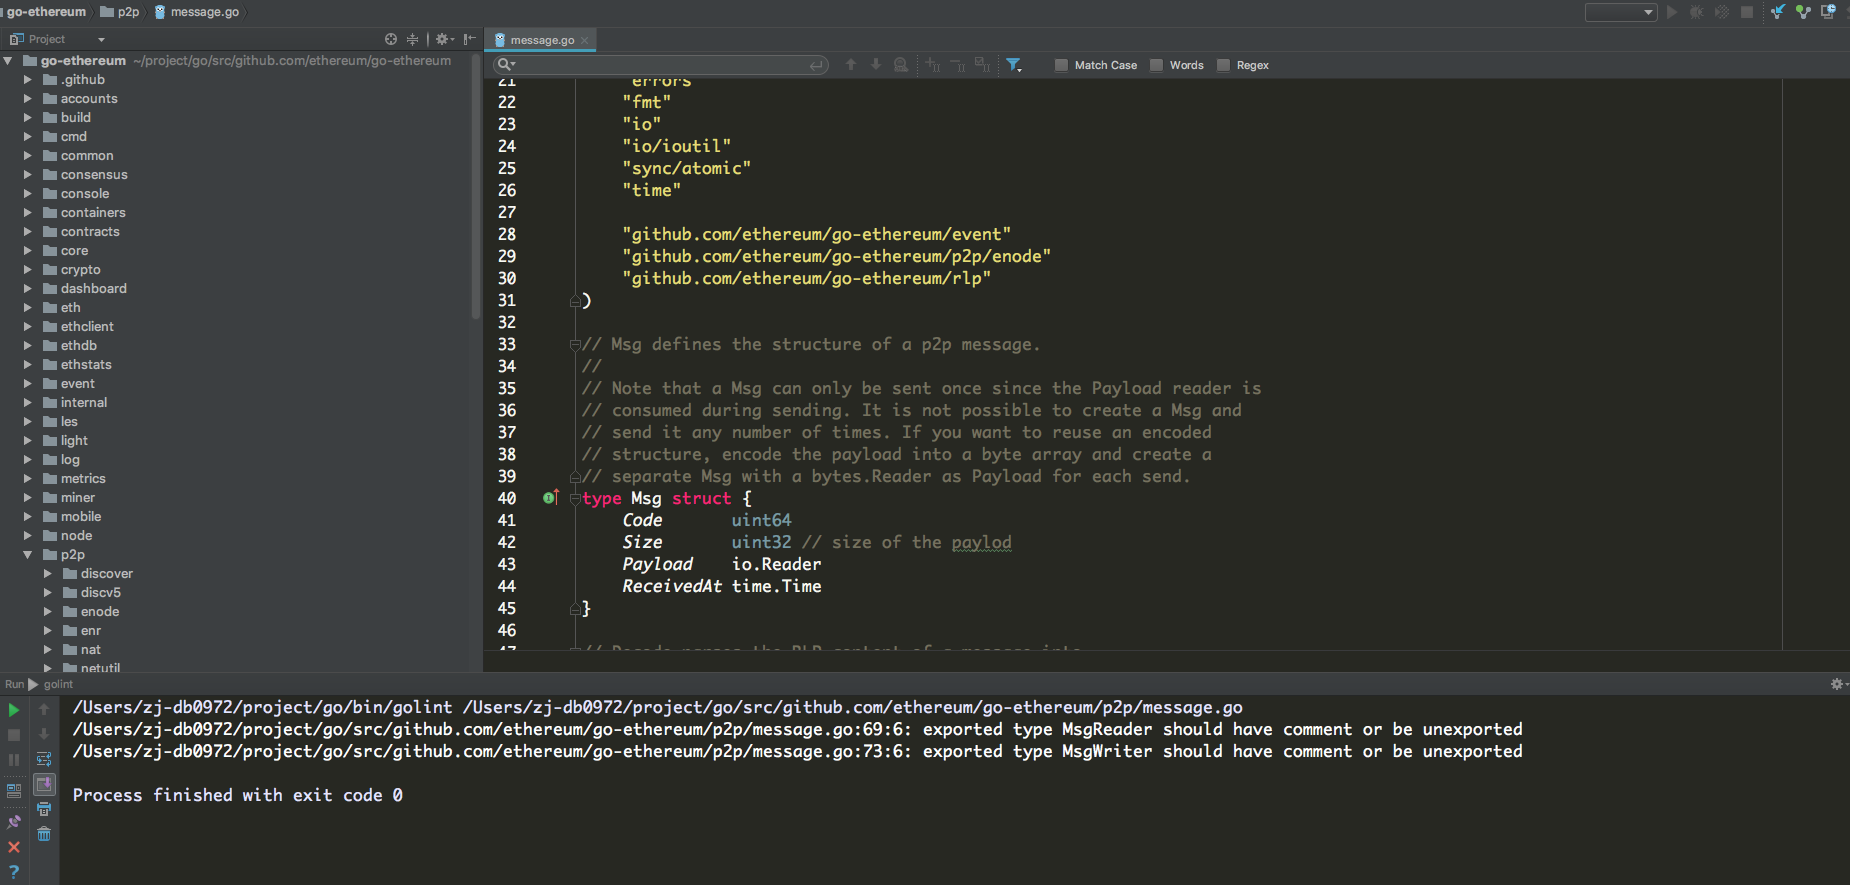 go-ethereum p2p message.go
Project
message.go
go-ethereum ~/project/go/src/github.com/ethereum/go-ethereum
.github
accounts
build
cmd
common
consensus
console
containers
contracts
core
crypto
dashboard
eth
ethclient
ethdb
ethstats
event
internal
les
light
log
metrics
miner
mobile
node
p2p
discover
discv5
enode
enr
nat
netutil
Match Case Words Regex
21 errors
22 "fmt"
23 "io"
24 "io/ioutil"
25 "sync/atomic"
26 "time"
27
28 "github.com/ethereum/go-ethereum/event"
29 "github.com/ethereum/go-ethereum/p2p/enode"
30 "github.com/ethereum/go-ethereum/rlp"
31 )
32
33 // Msg defines the structure of a p2p message.
34 //
35 // Note that a Msg can only be sent once since the Payload reader is
36 // consumed during sending. It is not possible to create a Msg and
37 // send it any number of times. If you want to reuse an encoded
38 // structure, encode the payload into a byte array and create a
39 // separate Msg with a bytes.Reader as Payload for each send.
40 type Msg struct {
41 Code uint64
42 Size uint32 // size of the paylod
43 Payload io.Reader
44 ReceivedAt time.Time
45 }
46
47 // Decode parses the RLP content of a message into
Run golint
/Users/zj-db0972/project/go/bin/golint /Users/zj-db0972/project/go/src/github.com/ethereum/go-ethereum/p2p/message.go
/Users/zj-db0972/project/go/src/github.com/ethereum/go-ethereum/p2p/message.go:69:6: exported type MsgReader should have comment or be unexported
/Users/zj-db0972/project/go/src/github.com/ethereum/go-ethereum/p2p/message.go:73:6: exported type MsgWriter should have comment or be unexported
Process finished with exit code 0